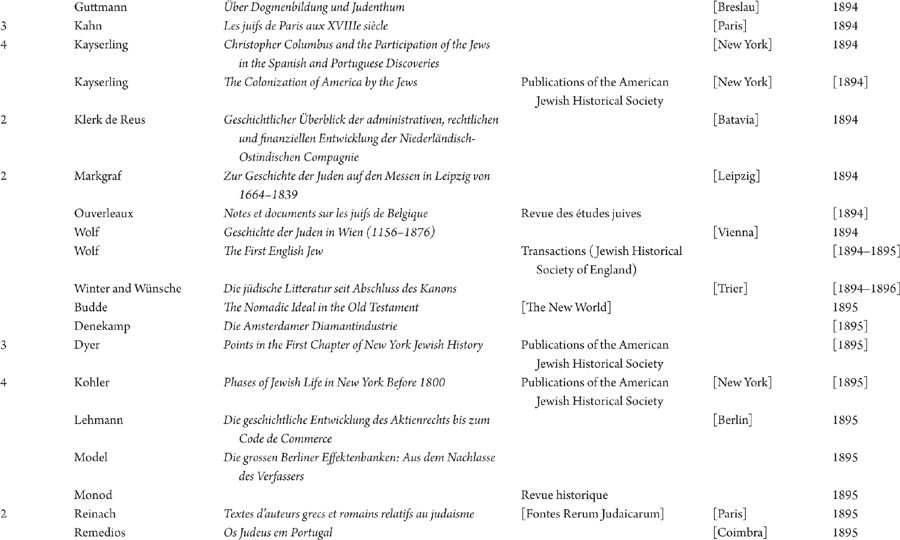 Guttmann Über Dogmenbildung und Judenthum [Breslau] 1894
3 Kahn Les juifs de Paris aux XVIIIe siècle [Paris] 1894
4 Kayserling Christopher Columbus and the Participation of the Jews [New York] 1894
in the Spanish and Portuguese Discoveries
Kayserling The Colonization of America by the Jews Publications of the American [New York] [1894]
Jewish Historical Society
2 Klerk de Reus Geschichtlicher Überblick der administrativen, rechtlichen [Batavia] 1894
und finanziellen Entwicklung der Niederländisch-
Ostindischen Compagnie
2 Markgraf Zur Geschichte der Juden auf den Messen in Leipzig von [Leipzig] 1894
1664–1839
Ouverleaux Notes et documents sur les juifs de Belgique Revue des études juives [1894]
Wolf Geschichte der Juden in Wien (1156–1876) [Vienna] 1894
Wolf The First English Jew Transactions (Jewish Historical [1894–1895]
Society of England)
Winter and Wünsche Die jüdische Litteratur seit Abschluss des Kanons [Trier] [1894–1896]
Budde The Nomadic Ideal in the Old Testament [The New World] 1895
Denekamp Die Amsterdamer Diamantindustrie [1895]
3 Dyer Points in the First Chapter of New York Jewish History Publications of the American [1895]
Jewish Historical Society
4 Kohler Phases of Jewish Life in New York Before 1800 Publications of the American [New York] [1895]
Jewish Historical Society
Lehmann Die geschichtliche Entwicklung des Aktienrechts bis zum [Berlin] 1895
Code de Commerce
Model Die grossen Berliner Effektenbanken: Aus dem Nachlasse 1895
des Verfassers
Monod Revue historique 1895
2 Reinach Textes d'auteurs grecs et romains relatifs au judaisme [Fontes Rerum Judaicarum] [Paris] 1895
Remedios Os Judeus em Portugal [Coimbra] 1895